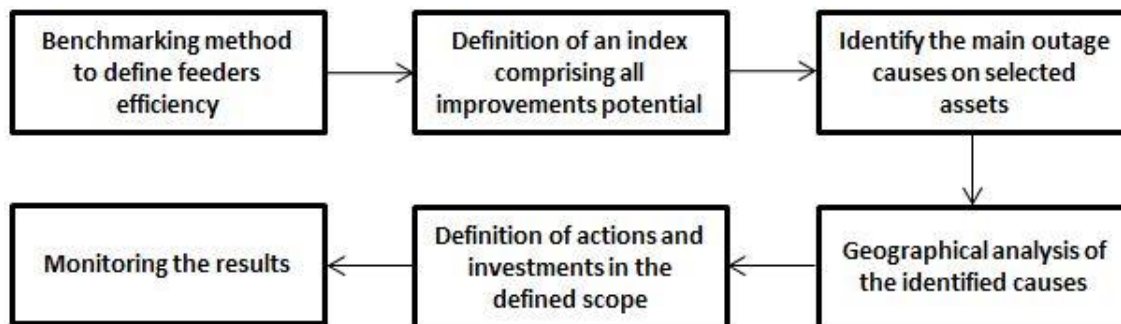 Benchmarking method
to define feeders
efficiency
Definition of an index
comprising all
improvements potential
Identify the main outage
causes on selected
assets
Geographical analysis of
the identified causes
Definition of actions and
investments in the
defined scope
Monitoring the results